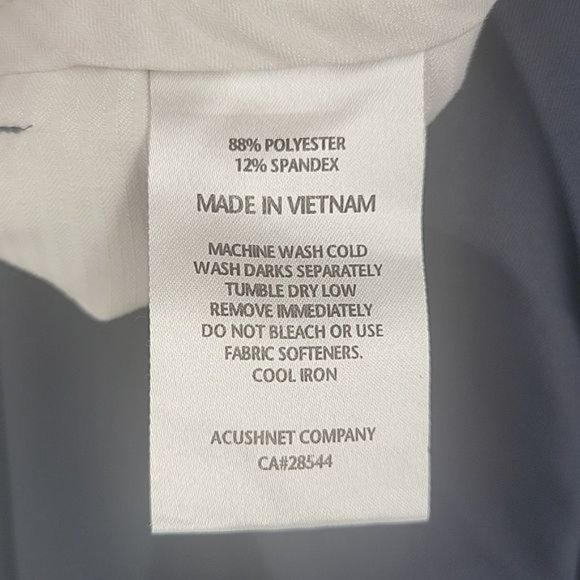 88% POLYESTER
12% SPANDEX
MADE IN VIETNAM
MACHINE WASH COLD
WASH DARKS SEPARATELY
TUMBLE DRY LOW
REMOVE IMMEDIATELY
DO NOT BLEACH OR USE
FABRIC SOFTENERS.
COOL IRON
ACUSHNET COMPANY
CA#28544